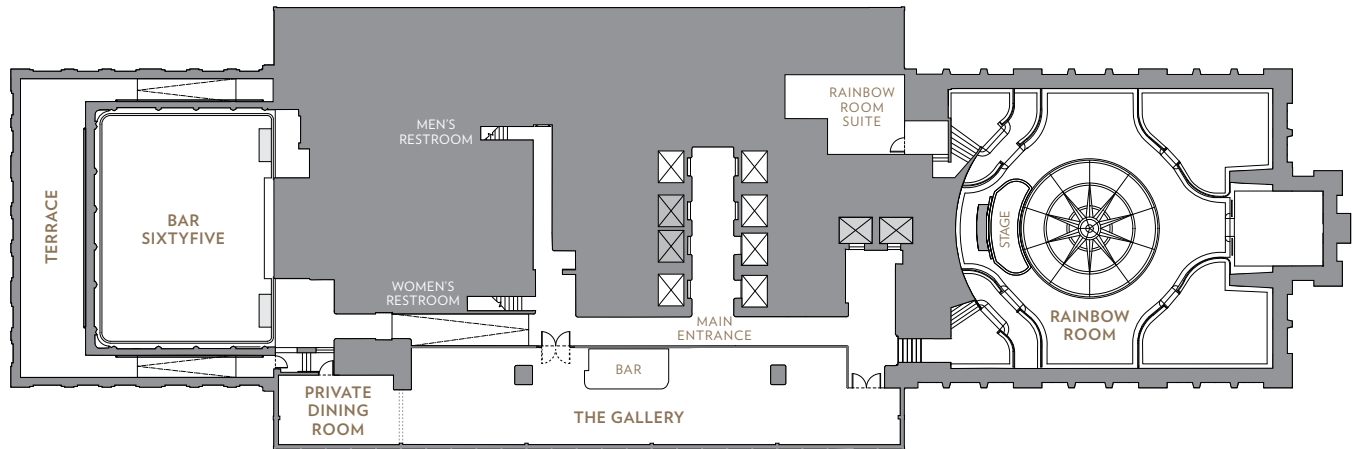 TERRACE
BAR
SIXTYFIVE
MEN'S
RESTROOM
WOMEN'S
RESTROOM
MAIN
ENTRANCE
RAINBOW
ROOM
SUITE
STAGE
RAINBOW
ROOM
BAR
PRIVATE
DINING
ROOM
THE GALLERY